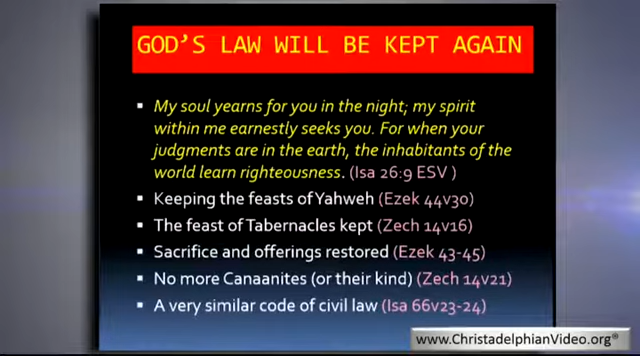 GOD'S LAW WILL BE KEPT AGAIN
▪ My soul yearns for you in the night; my spirit
within me earnestly seeks you. For when your
judgments are in the earth, the inhabitants of the
world learn righteousness. (Isa 26:9 ESV )
▪ Keeping the feasts of Yahweh (Ezek 44v30)
▪ The feast of Tabernacles kept (Zech 14v16)
▪ Sacrifice and offerings restored (Ezek 43-45)
▪ No more Canaanites (or their kind) (Zech 14v21)
▪ A very similar code of civil law (Isa 66v23-24)
www.ChristadelphianVideo.org®